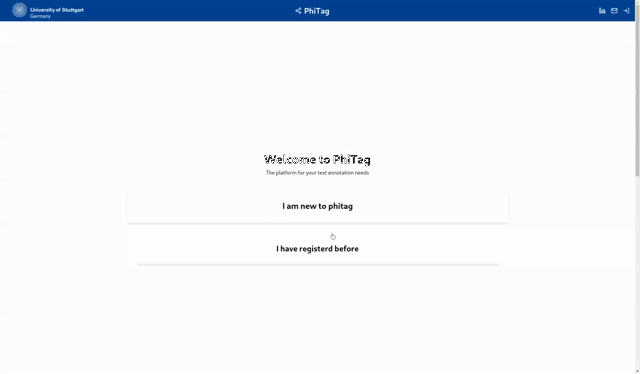 University of Stuttgart
Germany
PhiTag
Welcome to PhiTag
The platform for your text annotation needs
I am new to phitag
I have registerd before